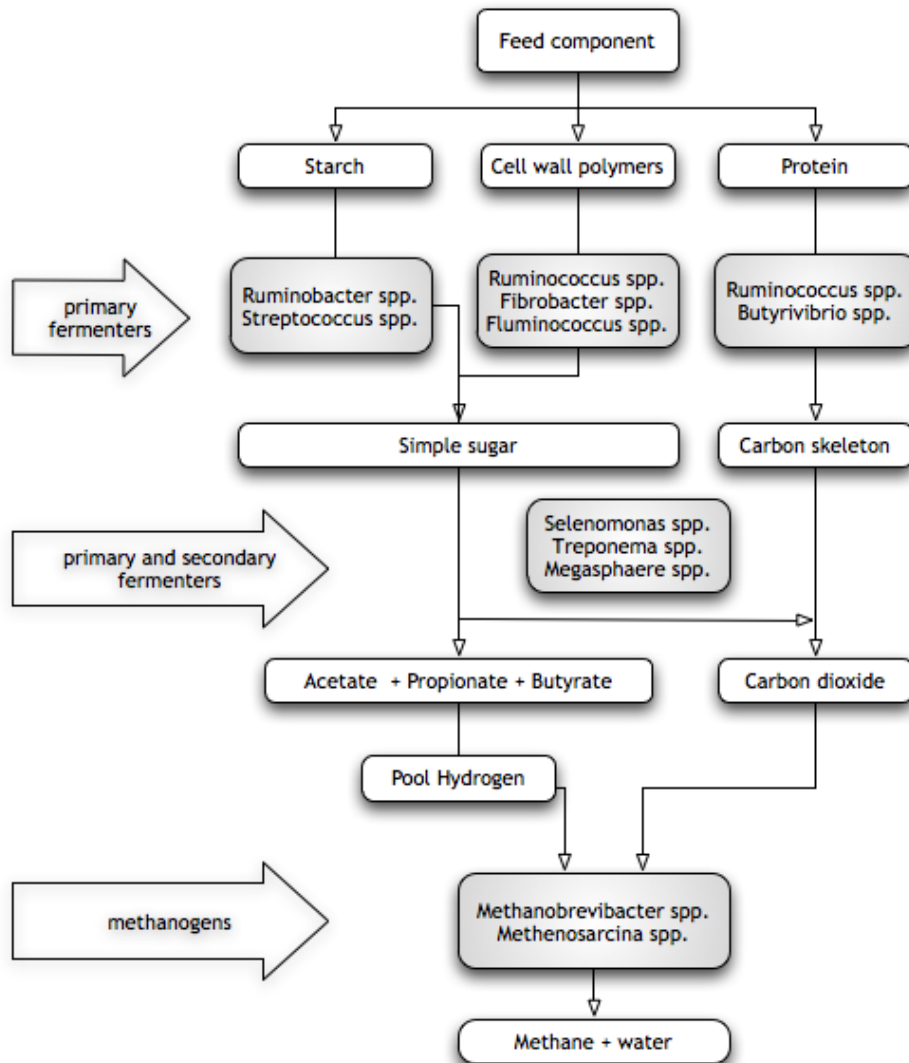 Feed component
Starch
Cell wall polymers
Protein
primary
fermenters
Ruminobacter spp.
Streptococcus spp.
Ruminococcus spp.
Fibrobacter spp.
Fluminococcus spp.
Ruminococcus spp.
Butyrivibrio spp.
Simple sugar
Carbon skeleton
primary and secondary
fermenters
Selenomonas spp.
Treponema spp.
Megasphaere spp.
Acetate + Propionate + Butyrate
Carbon dioxide
Pool Hydrogen
methanogens
Methanobrevibacter spp.
Methenosarcina spp.
Methane + water